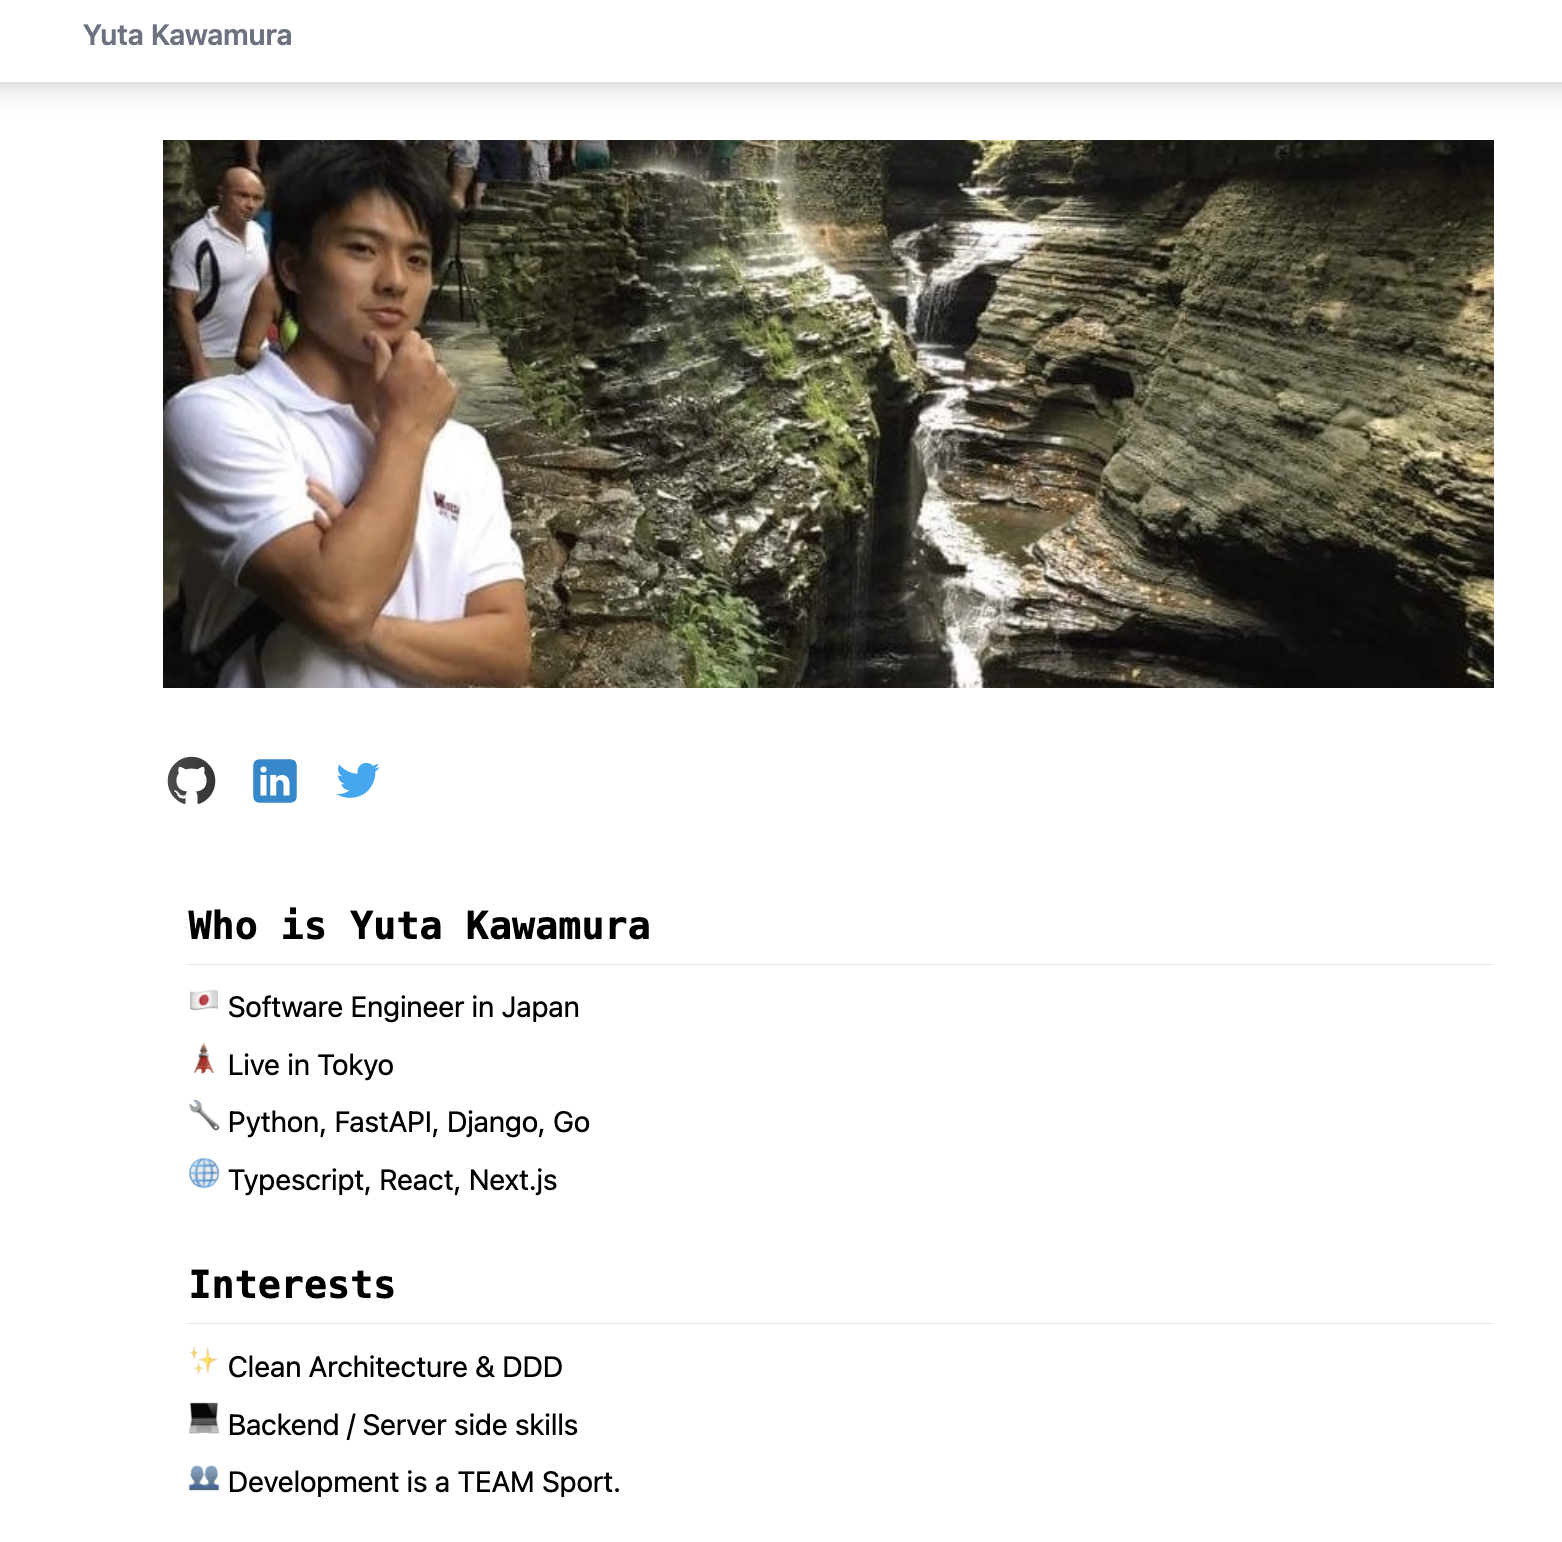 Yuta Kawamura
in
Who is Yuta Kawamura
Software Engineer in Japan
Live in Tokyo
Python, FastAPI, Django, Go
Typescript, React, Next.js
Interests
Clean Architecture & DDD
Backend / Server side skills
Development is a TEAM Sport.